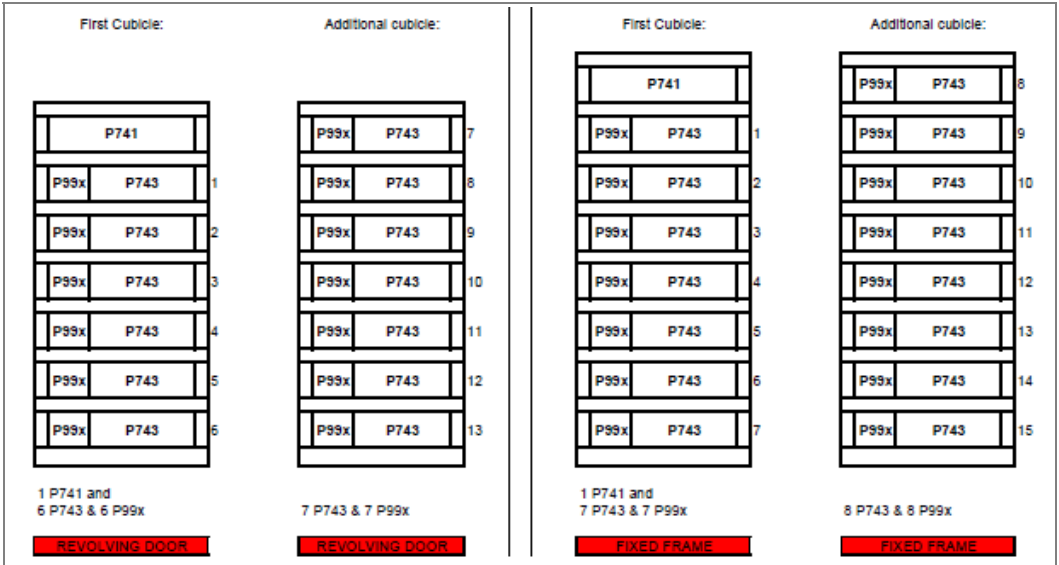 First Cubicle:
P741
P99x P743 1
P99x P743 2
P99x P743 3
P99x P743 4
P99x P743 5
P99x P743 6
1 P741 and
6 P743 & 6 P99x
REVOLVING DOOR
Additional cubicle:
P99x P743 7
P99x P743 8
P99x P743 9
P99x P743 10
P99x P743 11
P99x P743 12
P99x P743 13
7 P743 & 7 P99x
REVOLVING DOOR
First Cubicle:
P741
P99x P743 1
P99x P743 2
P99x P743 3
P99x P743 4
P99x P743 5
P99x P743 6
P99x P743 7
1 P741 and
7 P743 & 7 P99x
FIXED FRAME
Additional cubicle:
P99x P743 8
P99x P743 9
P99x P743 10
P99x P743 11
P99x P743 12
P99x P743 13
P99x P743 14
P99x P743 15
8 P743 & 8 P99x
FIXED FRAME